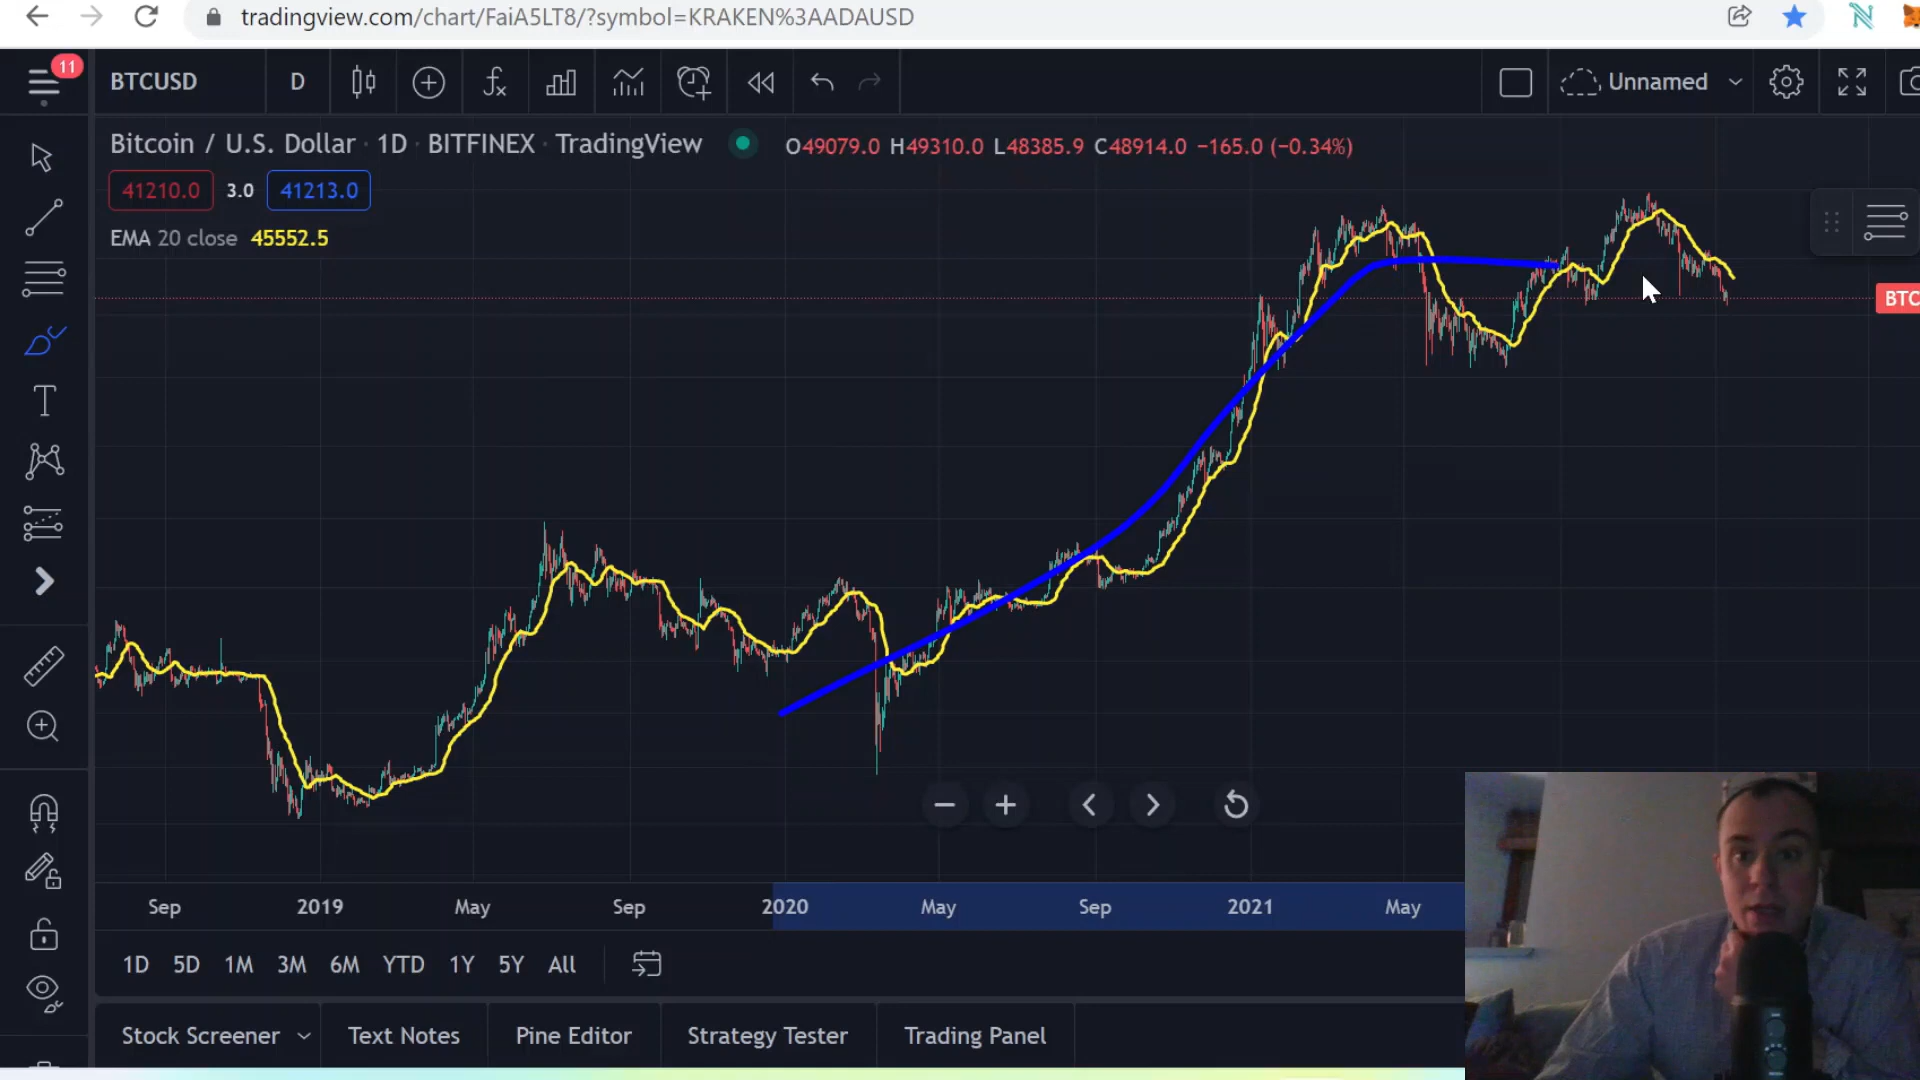 tradingview.com/chart/FaiA5LT8/?symbol=KRAKEN%3AADAUSD
11
BTCUSD D Unnamed
Bitcoin / U.S. Dollar · 1D · BITFINEX · TradingView O49079.0 H49310.0 L48385.9 C48914.0 −165.0 (−0.34%)
41210.0 3.0 41213.0
EMA 20 close 45552.5
BTC
Sep 2019 May Sep 2020 May Sep 2021 May
1D 5D 1M 3M 6M YTD 1Y 5Y All
Stock Screener Text Notes Pine Editor Strategy Tester Trading Panel